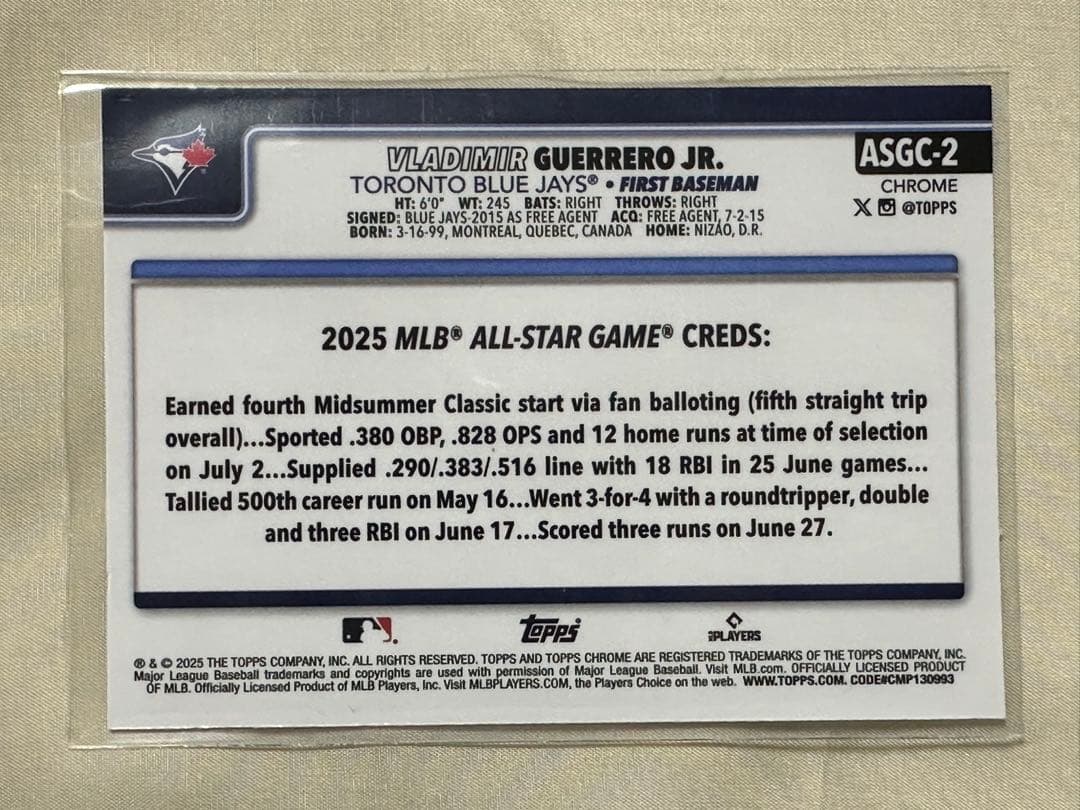 VLADIMIR GUERRERO JR.
ASGC-2
TORONTO BLUE JAYS® • FIRST BASEMAN
CHROME
HT: 6'0" WT: 245 BATS: RIGHT THROWS: RIGHT
@TOPPS
SIGNED: BLUE JAYS-2015 AS FREE AGENT ACQ: FREE AGENT, 7-2-15
BORN: 3-16-99, MONTREAL, QUEBEC, CANADA HOME: NIZAO, D.R.
2025 MLB® ALL-STAR GAME® CREDS:
Earned fourth Midsummer Classic start via fan balloting (fifth straight trip
overall)...Sported .380 OBP, .828 OPS and 12 home runs at time of selection
on July 2...Supplied .290/.383/.516 line with 18 RBI in 25 June games...
Tallied 500th career run on May 16...Went 3-for-4 with a roundtripper, double
and three RBI on June 17...Scored three runs on June 27.
Topps
PLAYERS
® & © 2025 THE TOPPS COMPANY, INC. ALL RIGHTS RESERVED. TOPPS AND TOPPS CHROME ARE REGISTERED TRADEMARKS OF THE TOPPS COMPANY, INC.
Major League Baseball trademarks and copyrights are used with permission of Major League Baseball. Visit MLB.com. OFFICIALLY LICENSED PRODUCT
OF MLB. Officially Licensed Product of MLB Players, Inc. Visit MLBPLAYERS.COM, the Players Choice on the web. WWW.TOPPS.COM. CODE#CMP130993